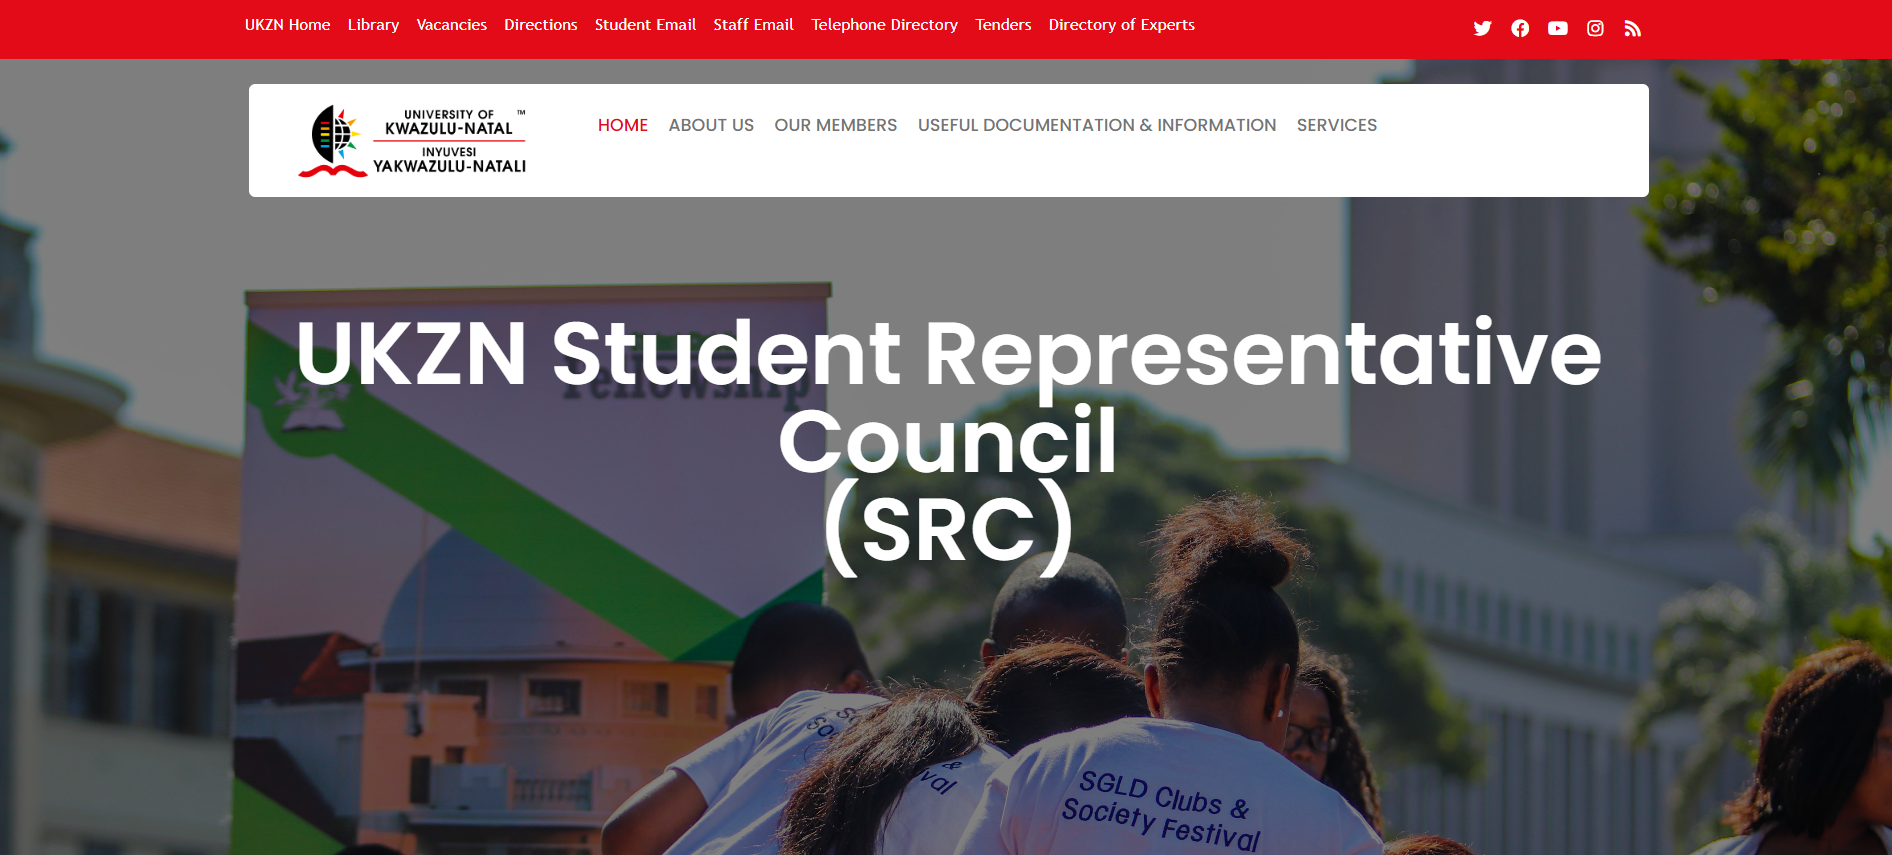 UKZN Home Library Vacancies Directions Student Email Staff Email Telephone Directory Tenders Directory of Experts
UNIVERSITY OF ™
KWAZULU-NATAL
INYUVESI
YAKWAZULU-NATALI
HOME ABOUT US OUR MEMBERS USEFUL DOCUMENTATION & INFORMATION SERVICES
UKZN Student Representative
Council
(SRC)
Fellowship
&
SGLD Clubs &
Society Festival